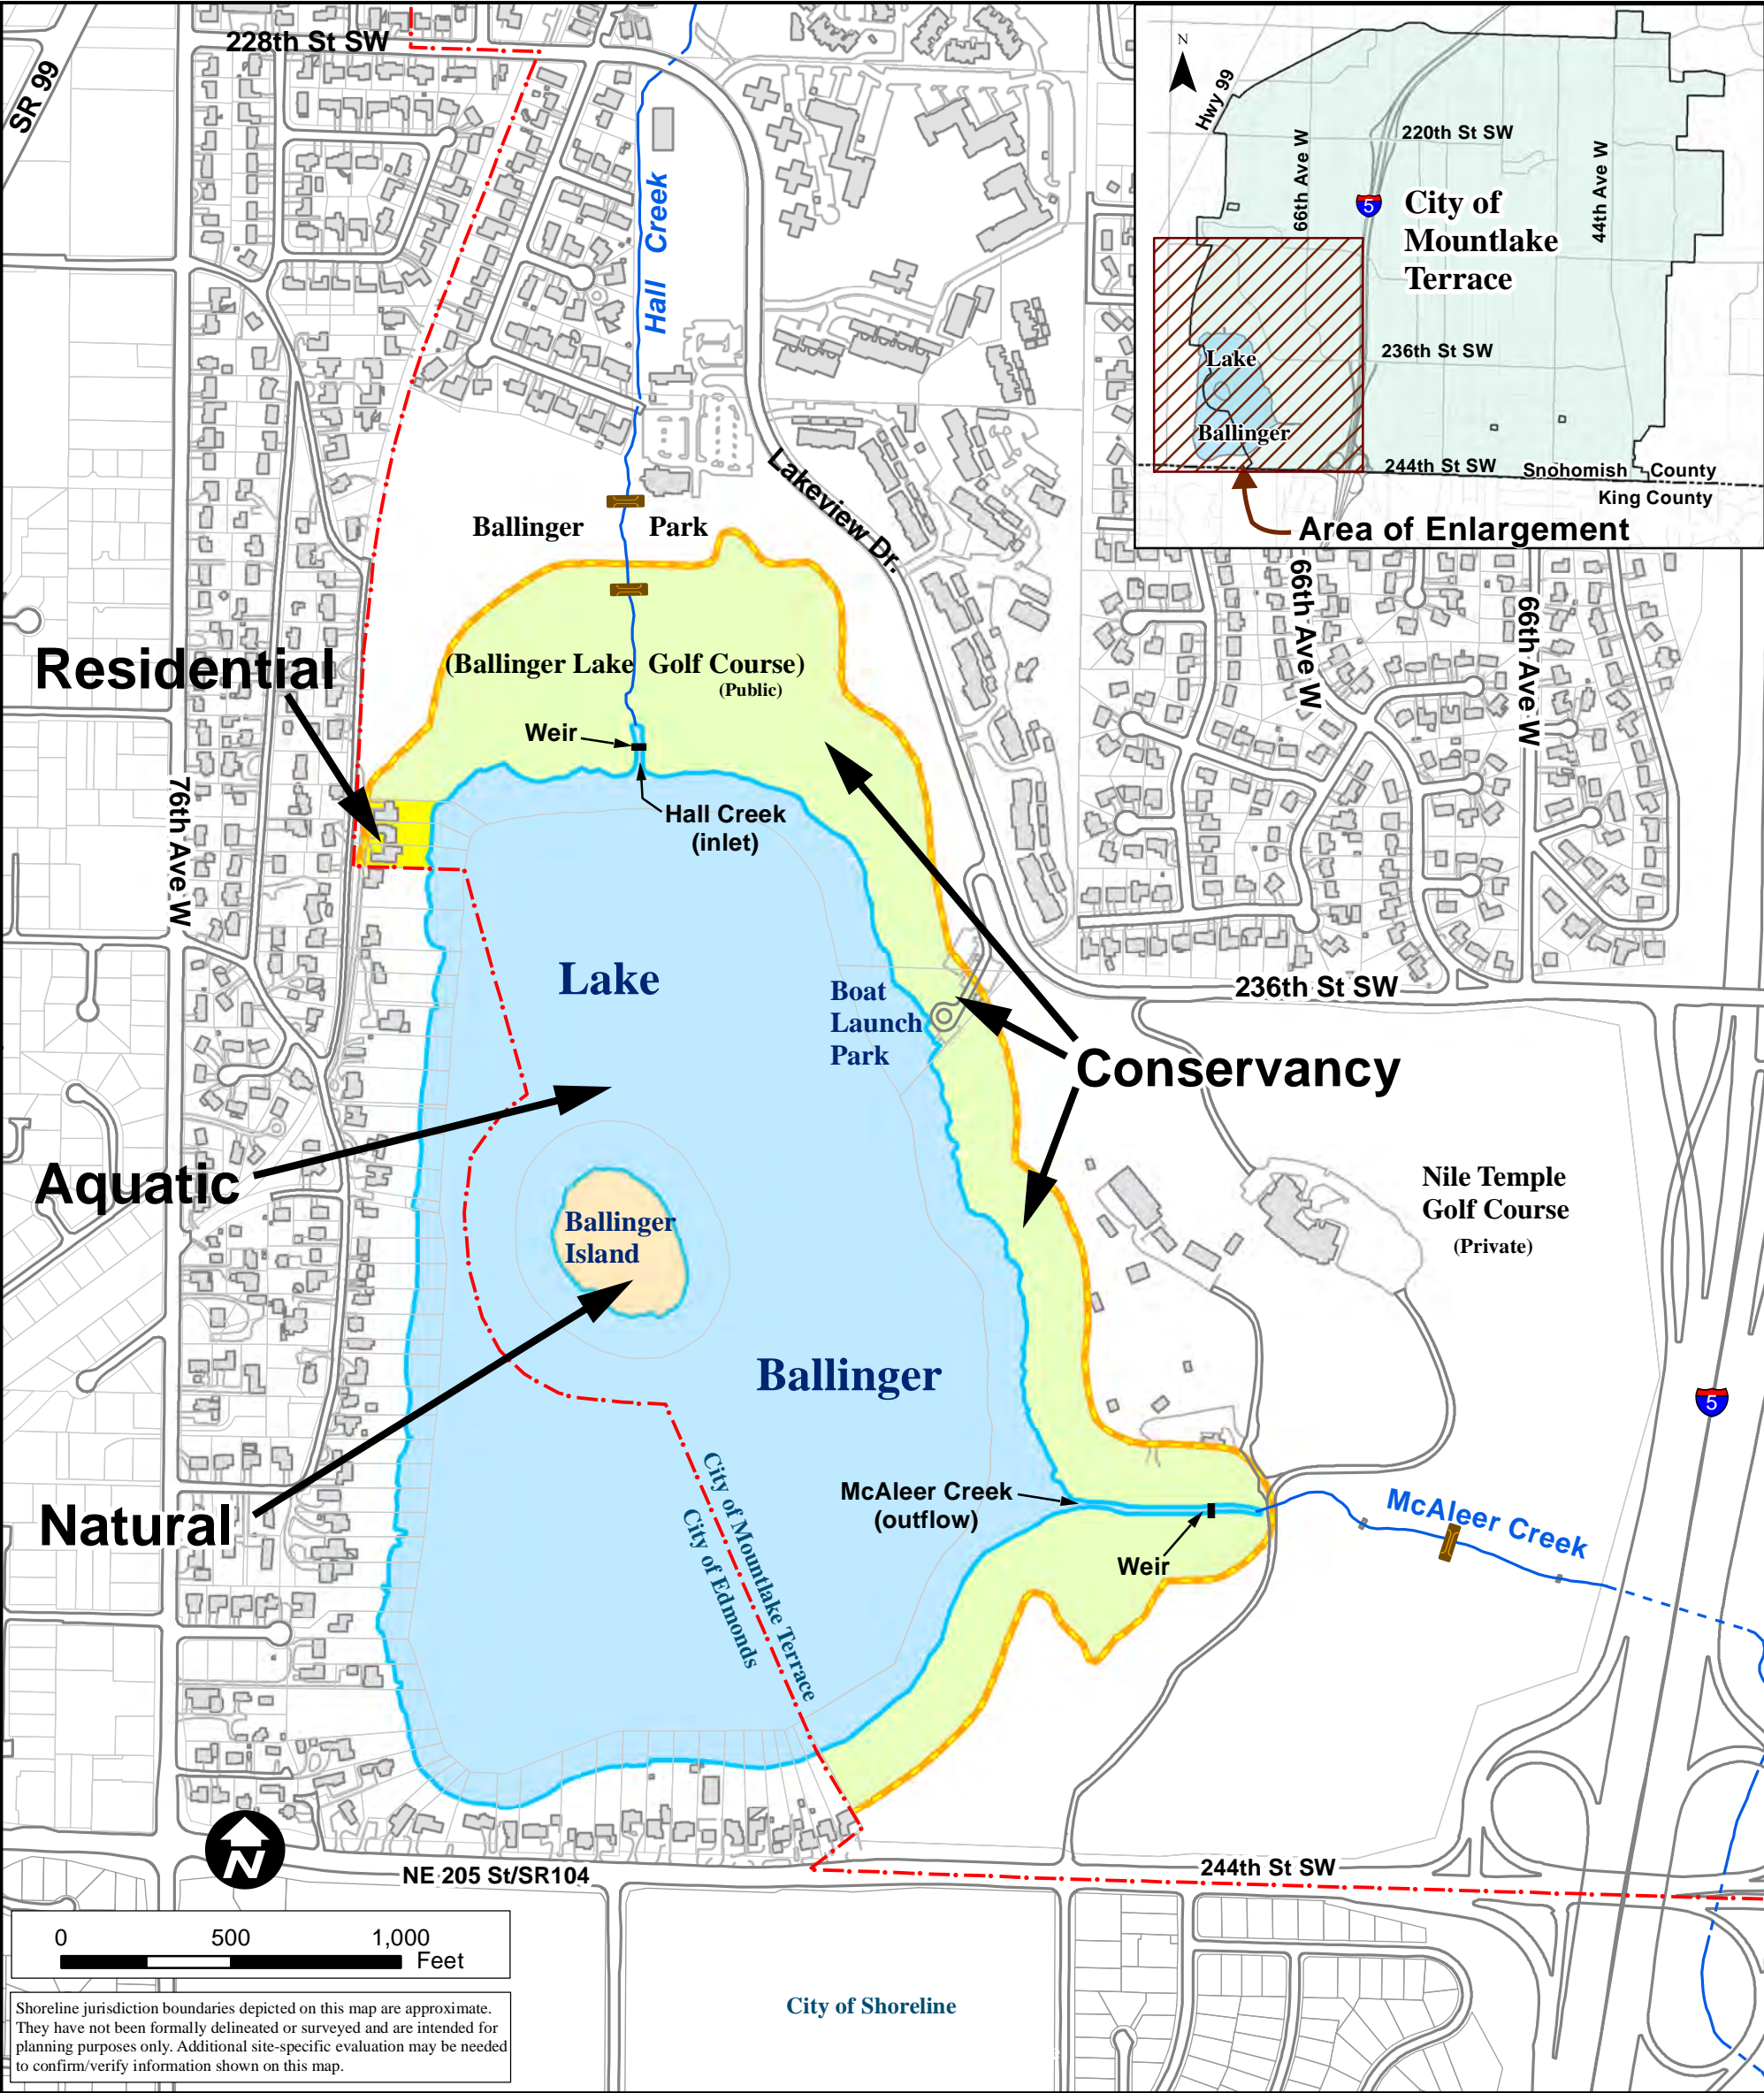 228th St SW
SR 99
Hall Creek
N
Hwy 99
220th St SW
66th Ave W
44th Ave W
5
City of
Mountlake
Terrace
236th St SW
Lake
Ballinger
244th St SW
Snohomish County
King County
Area of Enlargement
Lakeview Dr.
Ballinger Park
66th Ave W
66th Ave W
Residential
(Ballinger Lake Golf Course)
(Public)
Weir
Hall Creek
(inlet)
76th Ave W
Lake
Boat
Launch
Park
236th St SW
Conservancy
Aquatic
Ballinger
Island
Nile Temple
Golf Course
(Private)
Ballinger
5
Natural
McAleer Creek
(outflow)
Weir
McAleer Creek
City of Mountlake Terrace
City of Edmonds
N
NE 205 St/SR104
244th St SW
0 500 1,000
Feet
City of Shoreline
Shoreline jurisdiction boundaries depicted on this map are approximate.
They have not been formally delineated or surveyed and are intended for
planning purposes only. Additional site-specific evaluation may be needed
to confirm/verify information shown on this map.